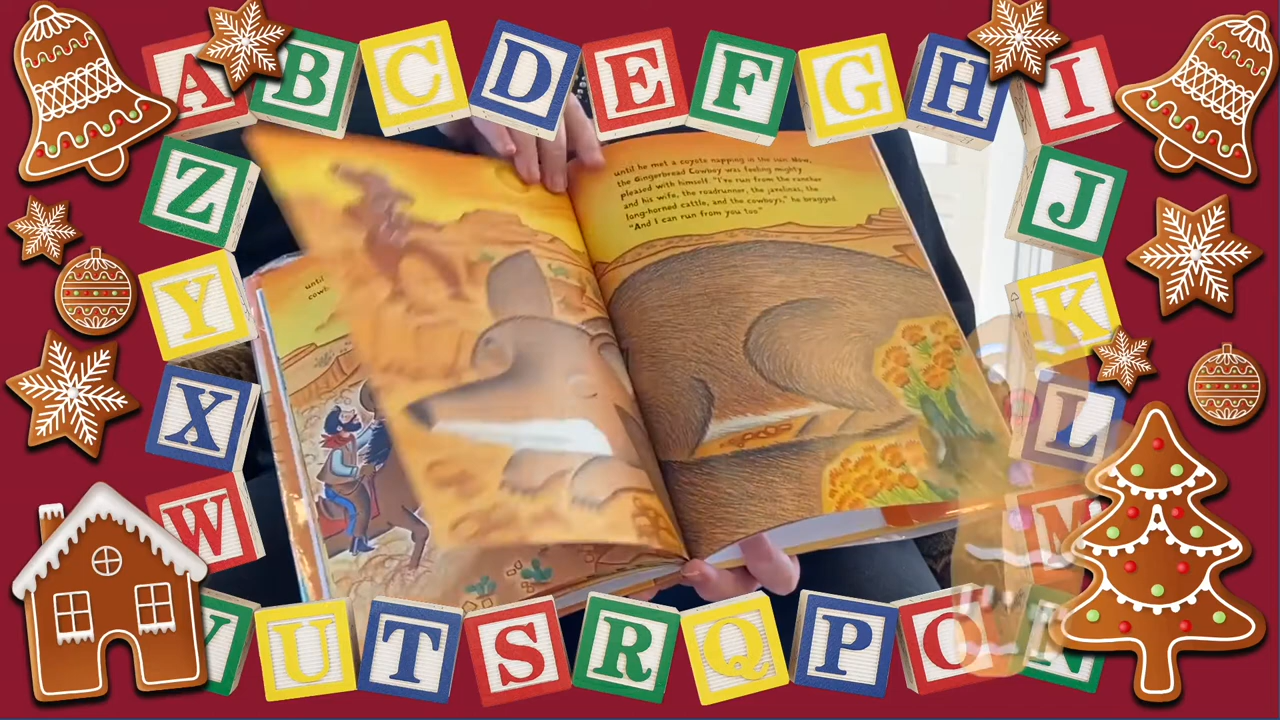 A B C D E F G H I
Z J
until he met a coyote napping in the sun. Now,
the Gingerbread Cowboy was feeling mighty
pleased with himself. "I've run from the rancher
and his wife, the roadrunner, the javelinas, the
long-horned cattle, and the cowboys," he bragged.
"And I can run from you too."
until
cowb
Y K
X L
W M
V U T S R Q P O N